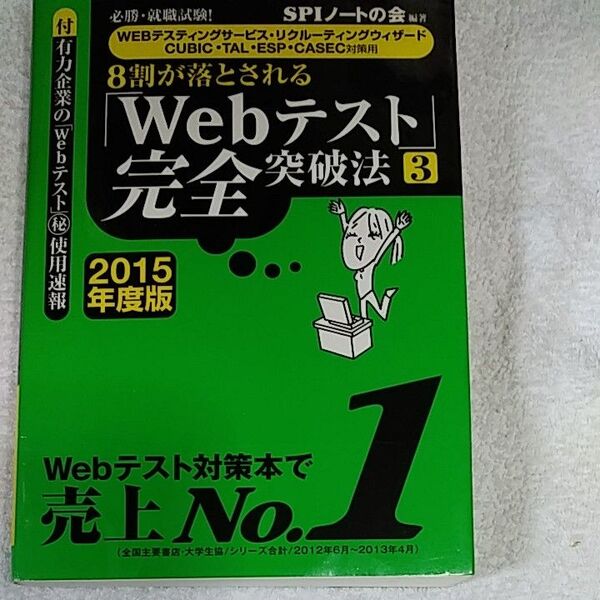 必勝・就職試験!
SPIノートの会 編著
WEBテスティングサービス・リクルーティングウィザード
CUBIC・TAL・ESP・CASEC対策用
8割が落とされる
「Webテスト」
完全突破法 3
付 有力企業の「Webテスト」㊙使用速報
2015
年度版
Webテスト対策本で
売上No.1
(全国主要書店・大学生協/シリーズ合計/2012年6月〜2013年4月)